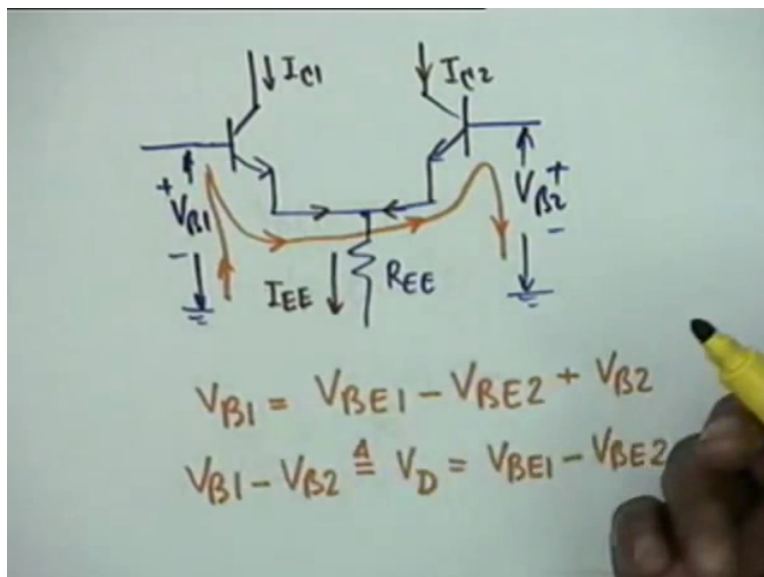 I_C1
I_C2
+
V_B1
-
V_B2
+
-
I_EE
R_EE
V_B1 = V_BE1 - V_BE2 + V_B2
V_B1 - V_B2 ≜ V_D = V_BE1 - V_BE2